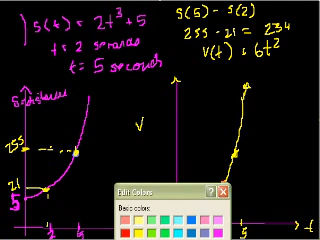 s(t) = 2t³ + 5
t = 2 seconds
t = 5 seconds
s(5) - s(2)
255 - 21 = 234
v(t) = 6t²
s distance
255
21
5
2
5
v
5
t
Edit Colors
Basic colors: